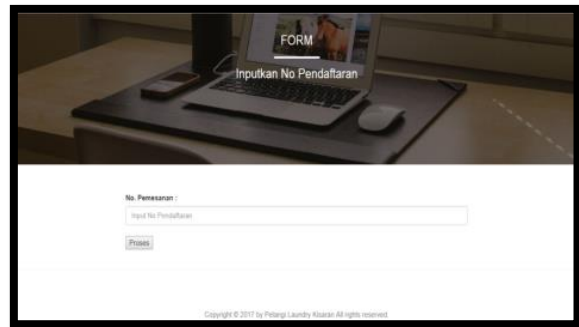 FORM
Inputkan No Pendaftaran
No. Pemesanan :
Input No Pendaftaran
Proses
Copyright © 2017 by Pelangi Laundry Kisaran All rights reserved.